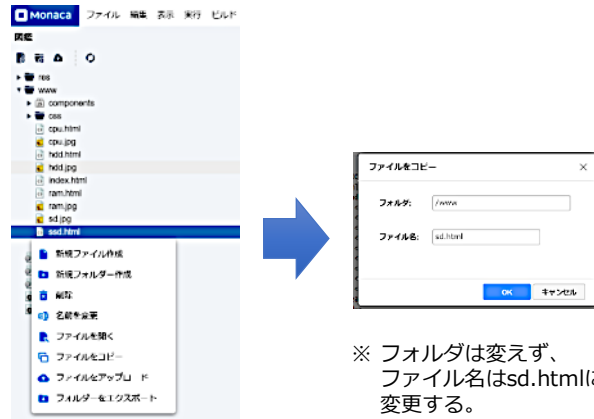 Monaca ファイル 編集 表示 実行 ビルド
図鑑
res
www
components
css
cpu.html
cpu.jpg
hdd.html
hdd.jpg
index.html
ram.html
ram.jpg
sd.jpg
ssd.html
新規ファイル作成
新規フォルダー作成
削除
名前を変更
ファイルを開く
ファイルをコピー
ファイルをアップロード
フォルダーをエクスポート
ファイルをコピー ×
フォルダ: /www
ファイル名: sd.html
OK キャンセル
※ フォルダは変えず、
ファイル名はsd.htmlに
変更する。